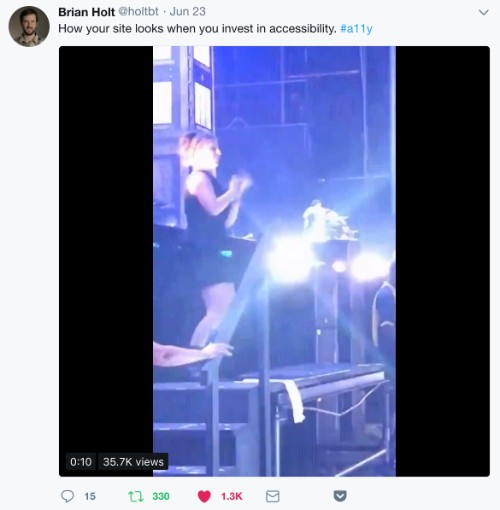 Brian Holt @holtbt · Jun 23
How your site looks when you invest in accessibility. #a11y
0:10 35.7K views
15 330 1.3K